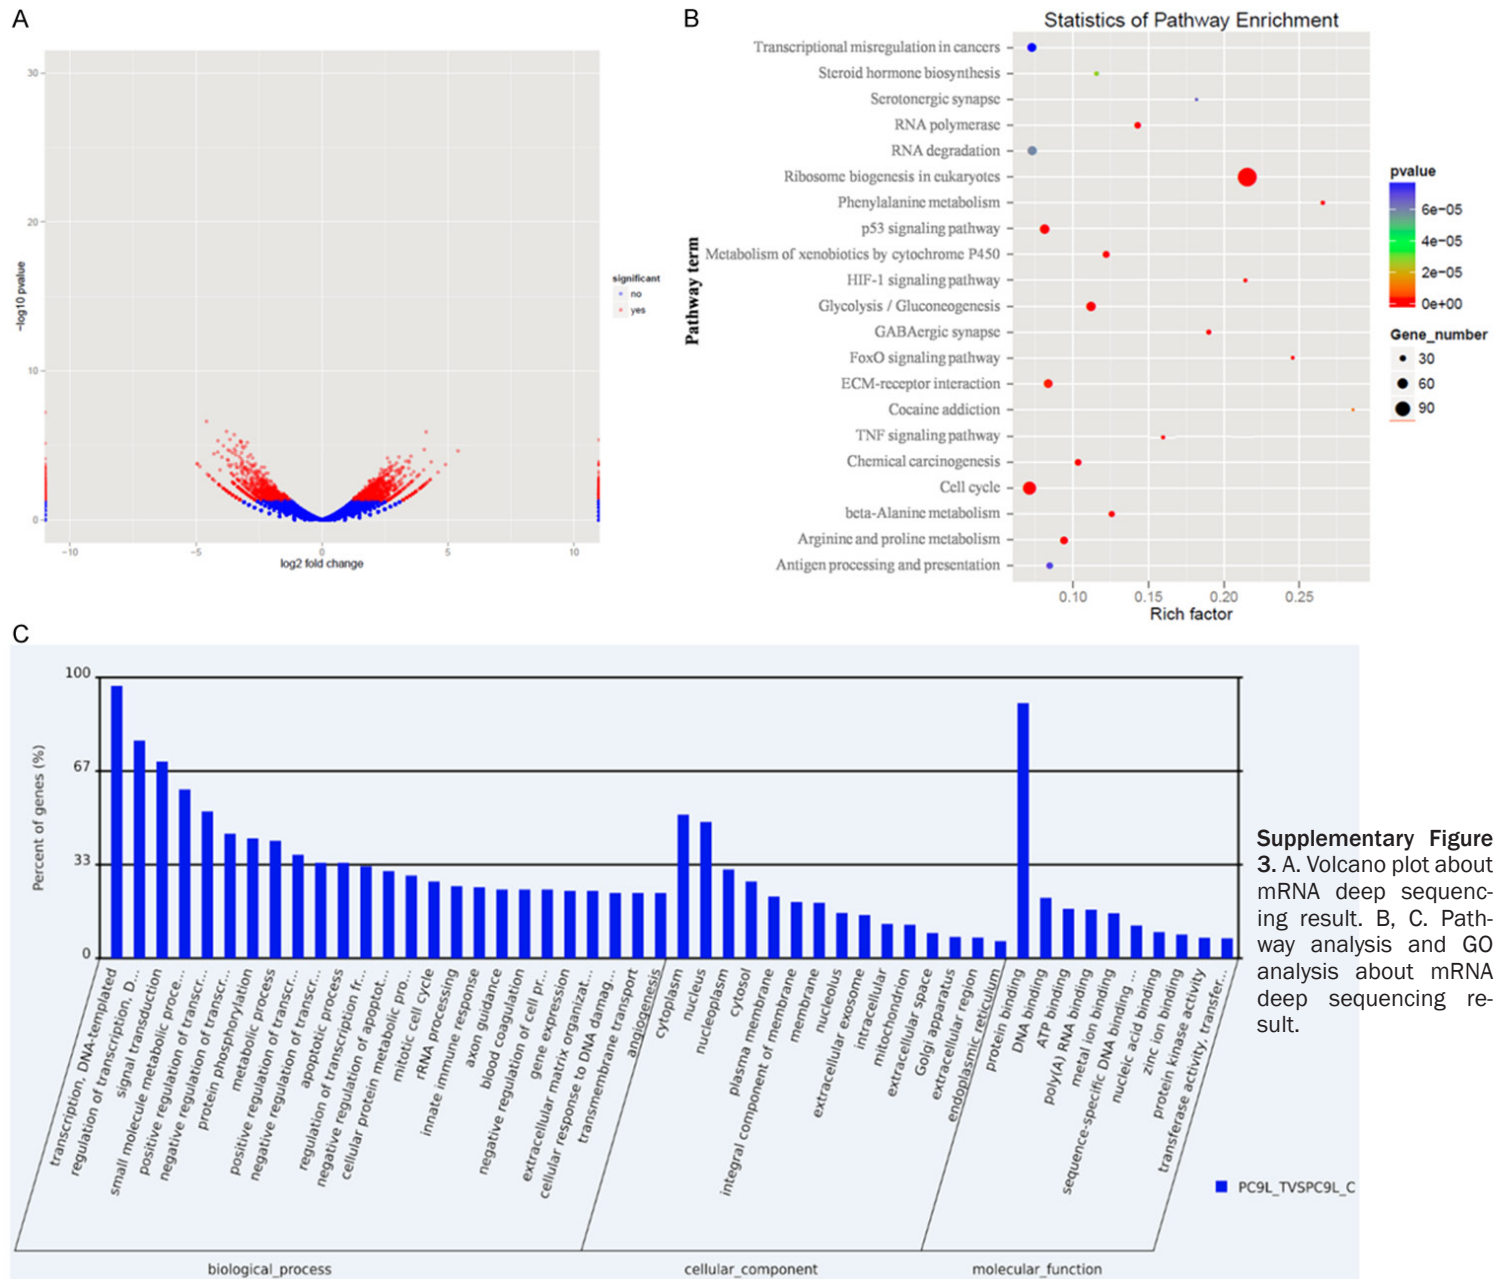 A
30
20
10
0
−log10 pvalue
−10
−5
0
5
10
log2 fold change
significant
no
yes
B
Statistics of Pathway Enrichment
Pathway term
Transcriptional misregulation in cancers
Steroid hormone biosynthesis
Serotonergic synapse
RNA polymerase
RNA degradation
Ribosome biogenesis in eukaryotes
Phenylalanine metabolism
p53 signaling pathway
Metabolism of xenobiotics by cytochrome P450
HIF-1 signaling pathway
Glycolysis / Gluconeogenesis
GABAergic synapse
FoxO signaling pathway
ECM-receptor interaction
Cocaine addiction
TNF signaling pathway
Chemical carcinogenesis
Cell cycle
beta-Alanine metabolism
Arginine and proline metabolism
Antigen processing and presentation
0.10
0.15
0.20
0.25
Rich factor
pvalue
6e−05
4e−05
2e−05
0e+00
Gene_number
30
60
90
C
Percent of genes (%)
100
67
33
0
transcription, DNA-templated
regulation of transcription, D...
signal transduction
small molecule metabolic proce...
positive regulation of transcr...
negative regulation of transcr...
protein phosphorylation
metabolic process
positive regulation of transcr...
negative regulation of transcr...
apoptotic process
regulation of transcription fr...
negative regulation of apoptot...
cellular protein metabolic pro...
mitotic cell cycle
rRNA processing
innate immune response
axon guidance
blood coagulation
negative regulation of cell pr...
gene expression
extracellular matrix organizat...
cellular response to DNA damag...
transmembrane transport
angiogenesis
cytoplasm
nucleus
nucleoplasm
cytosol
plasma membrane
integral component of membrane
membrane
nucleolus
extracellular exosome
intracellular
mitochondrion
extracellular space
Golgi apparatus
extracellular region
endoplasmic reticulum
protein binding
DNA binding
ATP binding
poly(A) RNA binding
metal ion binding
sequence-specific DNA binding ...
nucleic acid binding
zinc ion binding
protein kinase activity
transferase activity, transfer...
biological_process
cellular_component
molecular_function
PC9L_TVSPC9L_C
Supplementary Figure
3. A. Volcano plot about
mRNA deep sequenc-
ing result. B, C. Path-
way analysis and GO
analysis about mRNA
deep sequencing re-
sult.